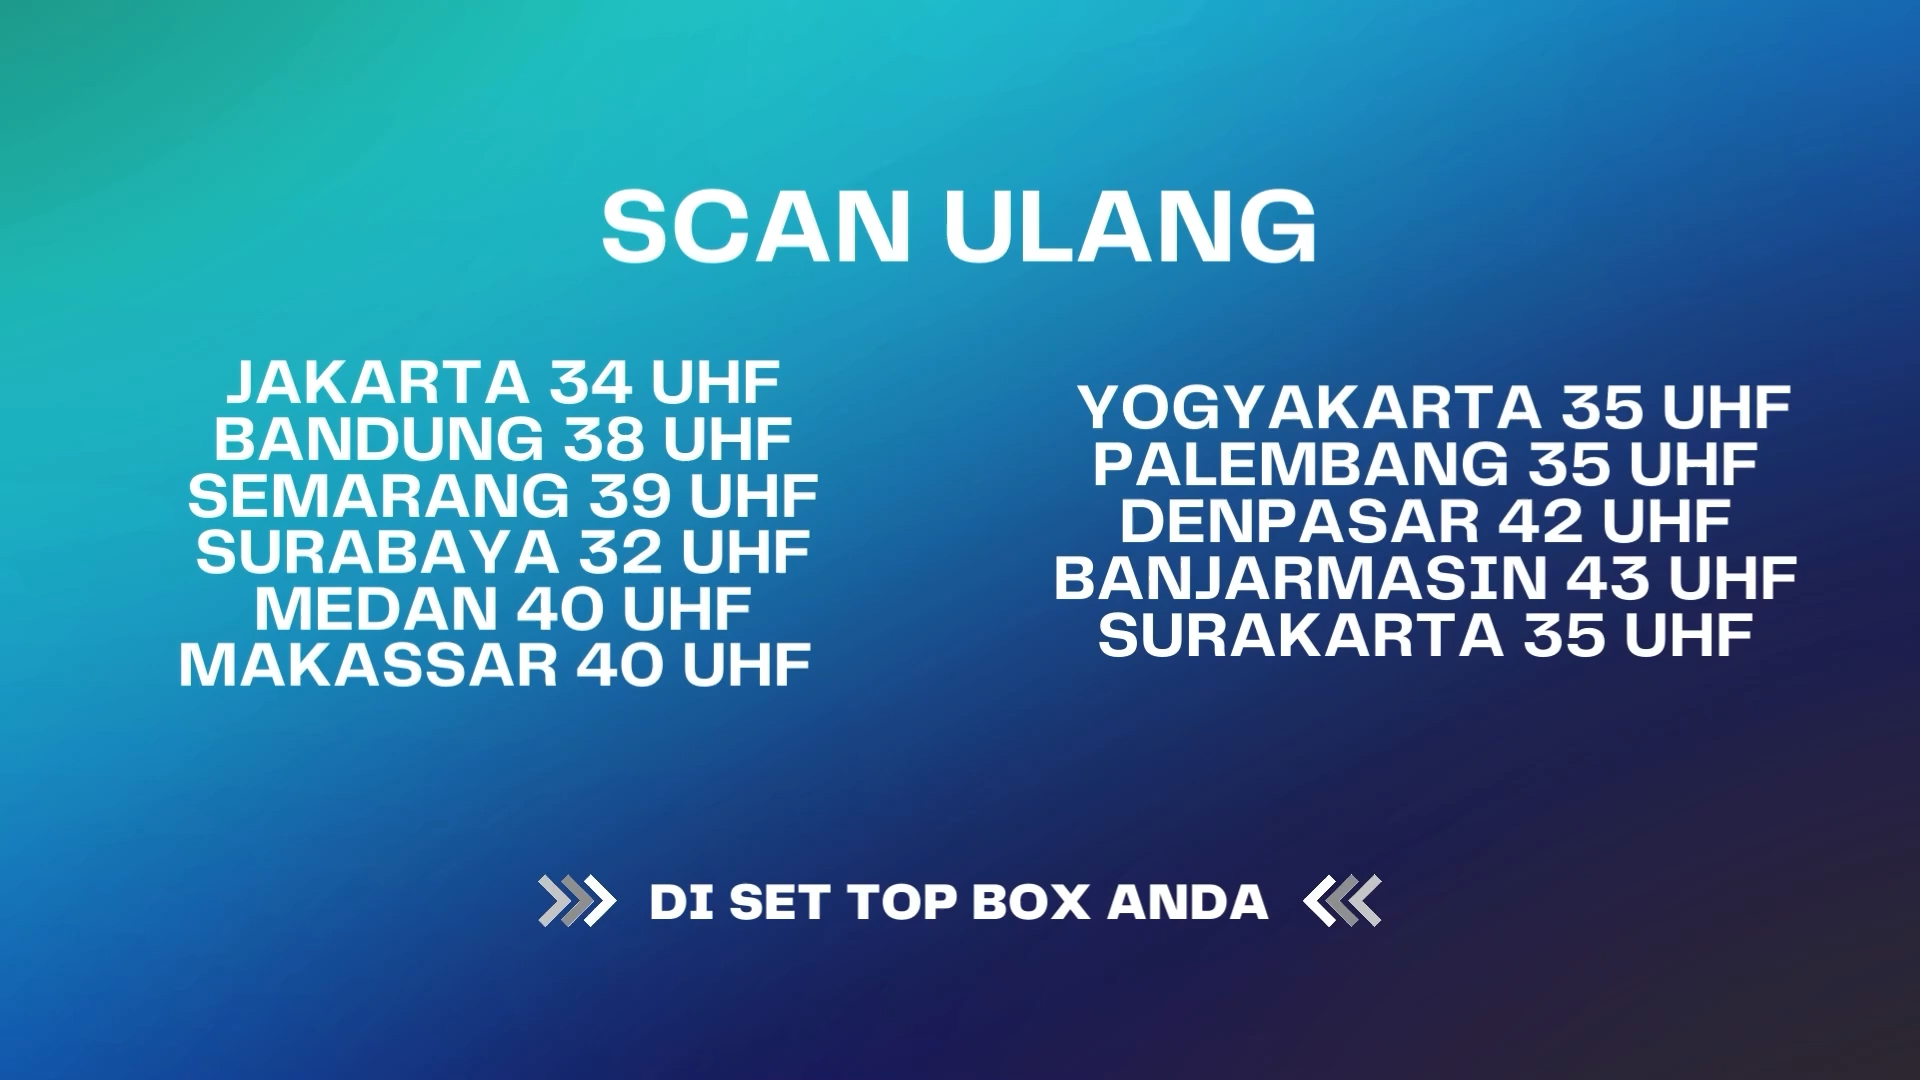 SCAN ULANG
JAKARTA 34 UHF
BANDUNG 38 UHF
SEMARANG 39 UHF
SURABAYA 32 UHF
MEDAN 40 UHF
MAKASSAR 40 UHF
YOGYAKARTA 35 UHF
PALEMBANG 35 UHF
DENPASAR 42 UHF
BANJARMASIN 43 UHF
SURAKARTA 35 UHF
DI SET TOP BOX ANDA